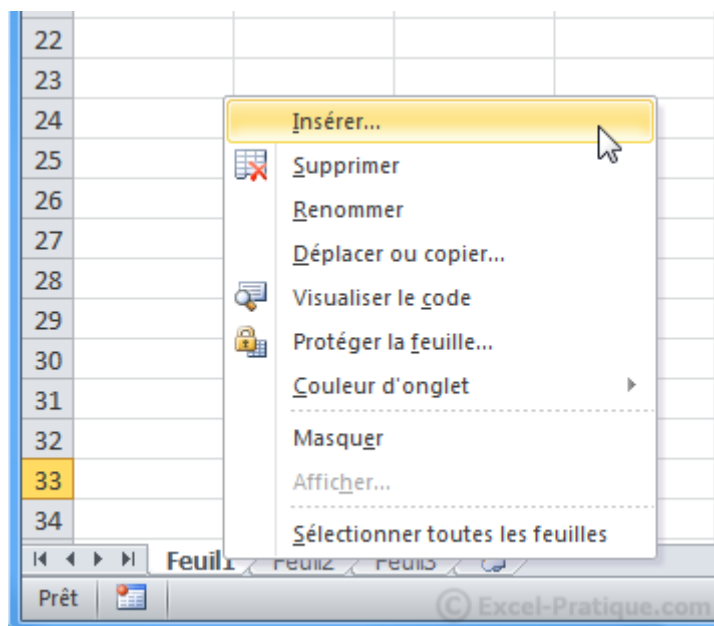 22
23
24
Insérer...
25
Supprimer
26
Renommer
27
Déplacer ou copier...
28
Visualiser le code
29
Protéger la feuille...
30
Couleur d'onglet
31
32
Masquer
33
Afficher...
34
Sélectionner toutes les feuilles
Feuil1 Feuil2 Feuil3
Prêt
© Excel-Pratique.com